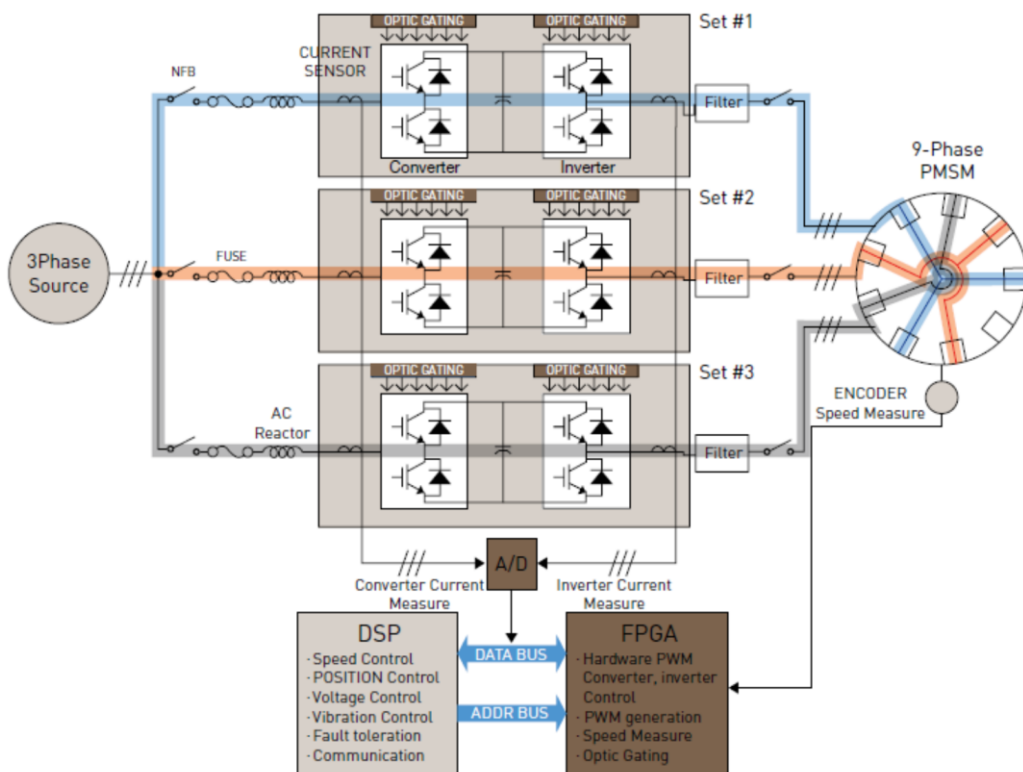 OPTIC GATING
OPTIC GATING
Set #1
CURRENT
SENSOR
NFB
Filter
Converter
Inverter
9-Phase
PMSM
OPTIC GATING
OPTIC GATING
Set #2
3Phase
Source
FUSE
Filter
OPTIC GATING
OPTIC GATING
Set #3
AC
Reactor
Filter
ENCODER
Speed Measure
A/D
Converter Current
Measure
Inverter Current
Measure
DSP
· Speed Control
· POSITION Control
· Voltage Control
· Vibration Control
· Fault toleration
· Communication
DATA BUS
ADDR BUS
FPGA
· Hardware PWM
Converter, inverter
Control
· PWM generation
· Speed Measure
· Optic Gating